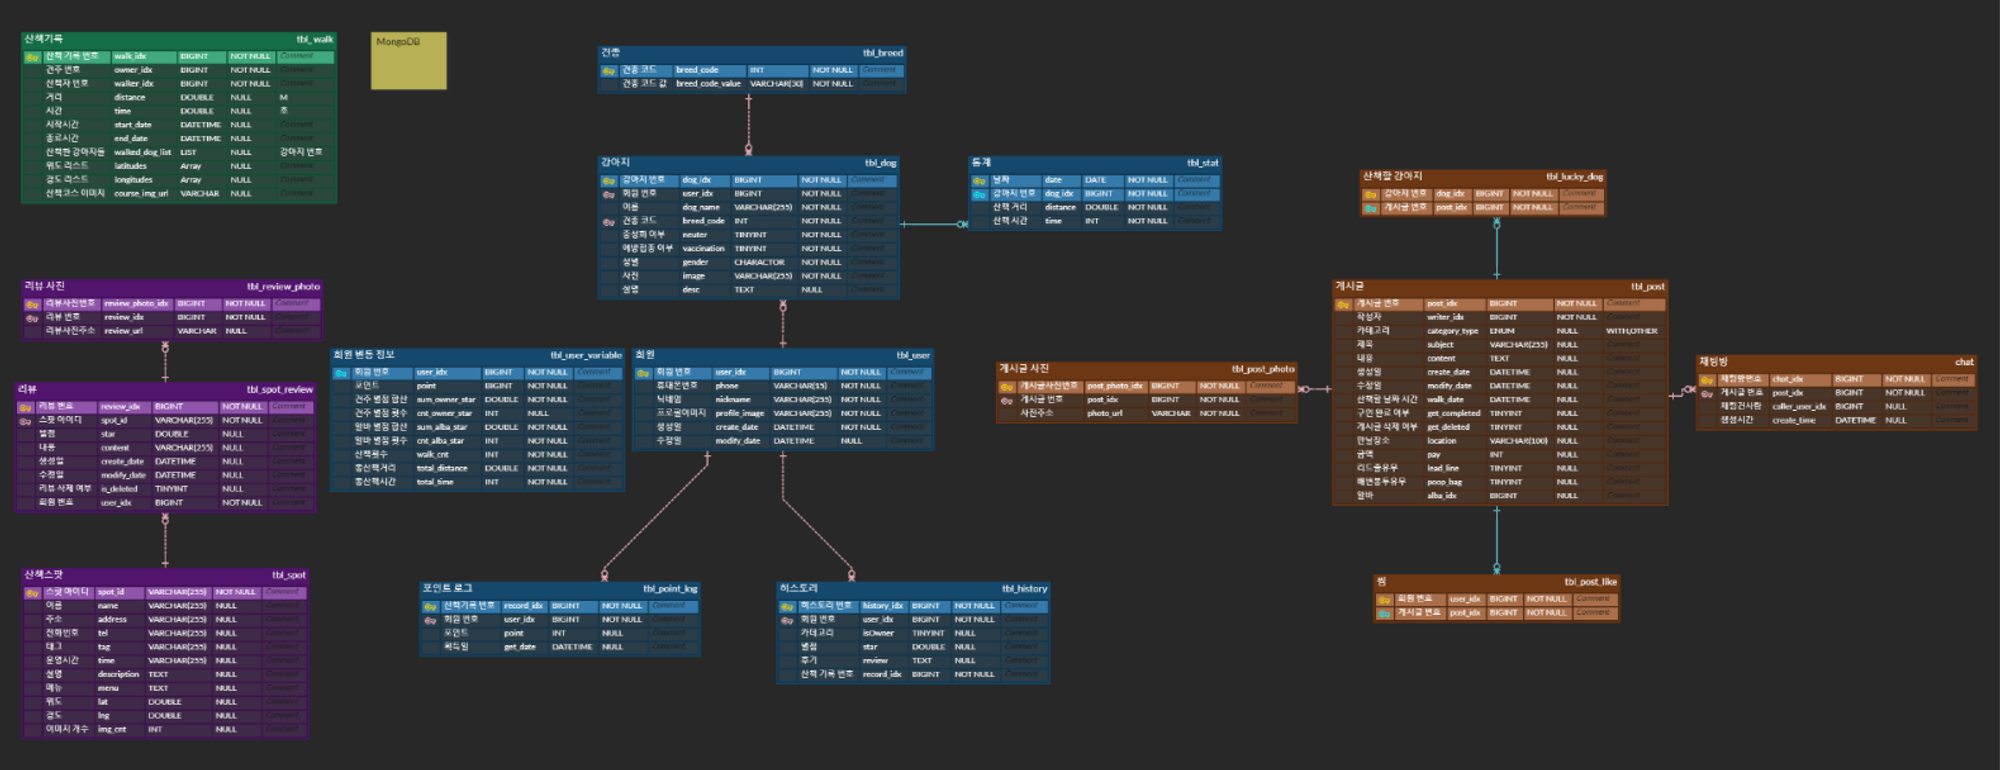 산책기록 tbl_walk
산책 기록 번호 walk_idx BIGINT NOT NULL Comment
견주 번호 owner_idx BIGINT NOT NULL Comment
산책자 번호 walker_idx BIGINT NOT NULL Comment
거리 distance DOUBLE NULL M
시간 time DOUBLE NULL 초
시작시간 start_date DATETIME NULL Comment
종료시간 end_date DATETIME NULL Comment
산책한 강아지들 walked_dog_list LIST NULL 강아지 번호
위도 리스트 latitudes Array NULL Comment
경도 리스트 longitudes Array NULL Comment
산책코스 이미지 course_img_url VARCHAR NULL Comment
MongoDB
견종 tbl_breed
견종 코드 breed_code INT NOT NULL Comment
견종 코드 값 breed_code_value VARCHAR(30) NOT NULL Comment
강아지 tbl_dog
강아지 번호 dog_idx BIGINT NOT NULL Comment
회원 번호 user_idx BIGINT NOT NULL Comment
이름 dog_name VARCHAR(255) NOT NULL Comment
견종 코드 breed_code INT NOT NULL Comment
중성화 여부 neuter TINYINT NOT NULL Comment
예방접종 여부 vaccination TINYINT NOT NULL Comment
성별 gender CHARACTOR NOT NULL Comment
사진 image VARCHAR(255) NOT NULL Comment
설명 desc TEXT NULL Comment
통계 tbl_stat
날짜 date DATE NOT NULL Comment
강아지 번호 dog_idx BIGINT NOT NULL Comment
산책 거리 distance DOUBLE NOT NULL Comment
산책 시간 time INT NOT NULL Comment
산책할 강아지 tbl_lucky_dog
강아지 번호 dog_idx BIGINT NOT NULL Comment
게시글 번호 post_idx BIGINT NOT NULL Comment
리뷰 사진 tbl_review_photo
리뷰사진번호 review_photo_idx BIGINT NOT NULL Comment
리뷰 번호 review_idx BIGINT NOT NULL Comment
리뷰사진주소 review_url VARCHAR NULL Comment
게시글 tbl_post
게시글 번호 post_idx BIGINT NOT NULL Comment
작성자 writer_idx BIGINT NOT NULL Comment
카테고리 category_type ENUM NULL WITH,OTHER
제목 subject VARCHAR(255) NULL Comment
내용 content TEXT NULL Comment
생성일 create_date DATETIME NULL Comment
수정일 modify_date DATETIME NULL Comment
산책할 날짜 시간 walk_date DATETIME NULL Comment
구인 완료 여부 get_completed TINYINT NULL Comment
게시글 삭제 여부 get_deleted TINYINT NULL Comment
만남장소 location VARCHAR(100) NULL Comment
금액 pay INT NULL Comment
리드줄유무 lead_line TINYINT NULL Comment
배변봉투유무 poop_bag TINYINT NULL Comment
알바 alba_idx BIGINT NULL Comment
회원 변동 정보 tbl_user_variable
회원 번호 user_idx BIGINT NOT NULL Comment
포인트 point BIGINT NOT NULL Comment
견주 별점 합산 sum_owner_star DOUBLE NOT NULL Comment
견주 별점 횟수 cnt_owner_star INT NULL Comment
알바 별점 합산 sum_alba_star DOUBLE NOT NULL Comment
알바 별점 횟수 cnt_alba_star INT NOT NULL Comment
산책횟수 walk_cnt INT NOT NULL Comment
총산책거리 total_distance DOUBLE NOT NULL Comment
총산책시간 total_time INT NOT NULL Comment
회원 tbl_user
회원 번호 user_idx BIGINT NOT NULL Comment
휴대폰번호 phone VARCHAR(15) NOT NULL Comment
닉네임 nickname VARCHAR(255) NOT NULL Comment
프로필이미지 profile_image VARCHAR(255) NOT NULL Comment
생성일 create_date DATETIME NOT NULL Comment
수정일 modify_date DATETIME NULL Comment
게시글 사진 tbl_post_photo
게시글사진번호 post_photo_idx BIGINT NOT NULL Comment
게시글 번호 post_idx BIGINT NOT NULL Comment
사진주소 photo_url VARCHAR NOT NULL Comment
채팅방 chat
채팅방번호 chat_idx BIGINT NOT NULL Comment
게시글 번호 post_idx BIGINT NOT NULL Comment
채팅건사람 caller_user_idx BIGINT NULL Comment
생성시간 create_time DATETIME NULL Comment
리뷰 tbl_spot_review
리뷰 번호 review_idx BIGINT NOT NULL Comment
스팟 아이디 spot_id VARCHAR(255) NOT NULL Comment
별점 star DOUBLE NULL Comment
내용 content VARCHAR(255) NULL Comment
생성일 create_date DATETIME NULL Comment
수정일 modify_date DATETIME NULL Comment
리뷰 삭제 여부 is_deleted TINYINT NULL Comment
회원 번호 user_idx BIGINT NOT NULL Comment
산책스팟 tbl_spot
스팟 아이디 spot_id VARCHAR(255) NOT NULL Comment
이름 name VARCHAR(255) NULL Comment
주소 address VARCHAR(255) NULL Comment
전화번호 tel VARCHAR(255) NULL Comment
태그 tag VARCHAR(255) NULL Comment
운영시간 time VARCHAR(255) NULL Comment
설명 description TEXT NULL Comment
메뉴 menu TEXT NULL Comment
위도 lat DOUBLE NULL Comment
경도 lng DOUBLE NULL Comment
이미지 개수 img_cnt INT NULL Comment
포인트 로그 tbl_point_log
산책기록 번호 record_idx BIGINT NOT NULL Comment
회원 번호 user_idx BIGINT NOT NULL Comment
포인트 point INT NULL Comment
획득일 get_date DATETIME NULL Comment
히스토리 tbl_history
히스토리 번호 history_idx BIGINT NOT NULL Comment
회원 번호 user_idx BIGINT NOT NULL Comment
카테고리 isOwner TINYINT NULL Comment
별점 star DOUBLE NULL Comment
후기 review TEXT NULL Comment
산책 기록 번호 record_idx BIGINT NOT NULL Comment
찜 tbl_post_like
회원 번호 user_idx BIGINT NOT NULL Comment
게시글 번호 post_idx BIGINT NOT NULL Comment